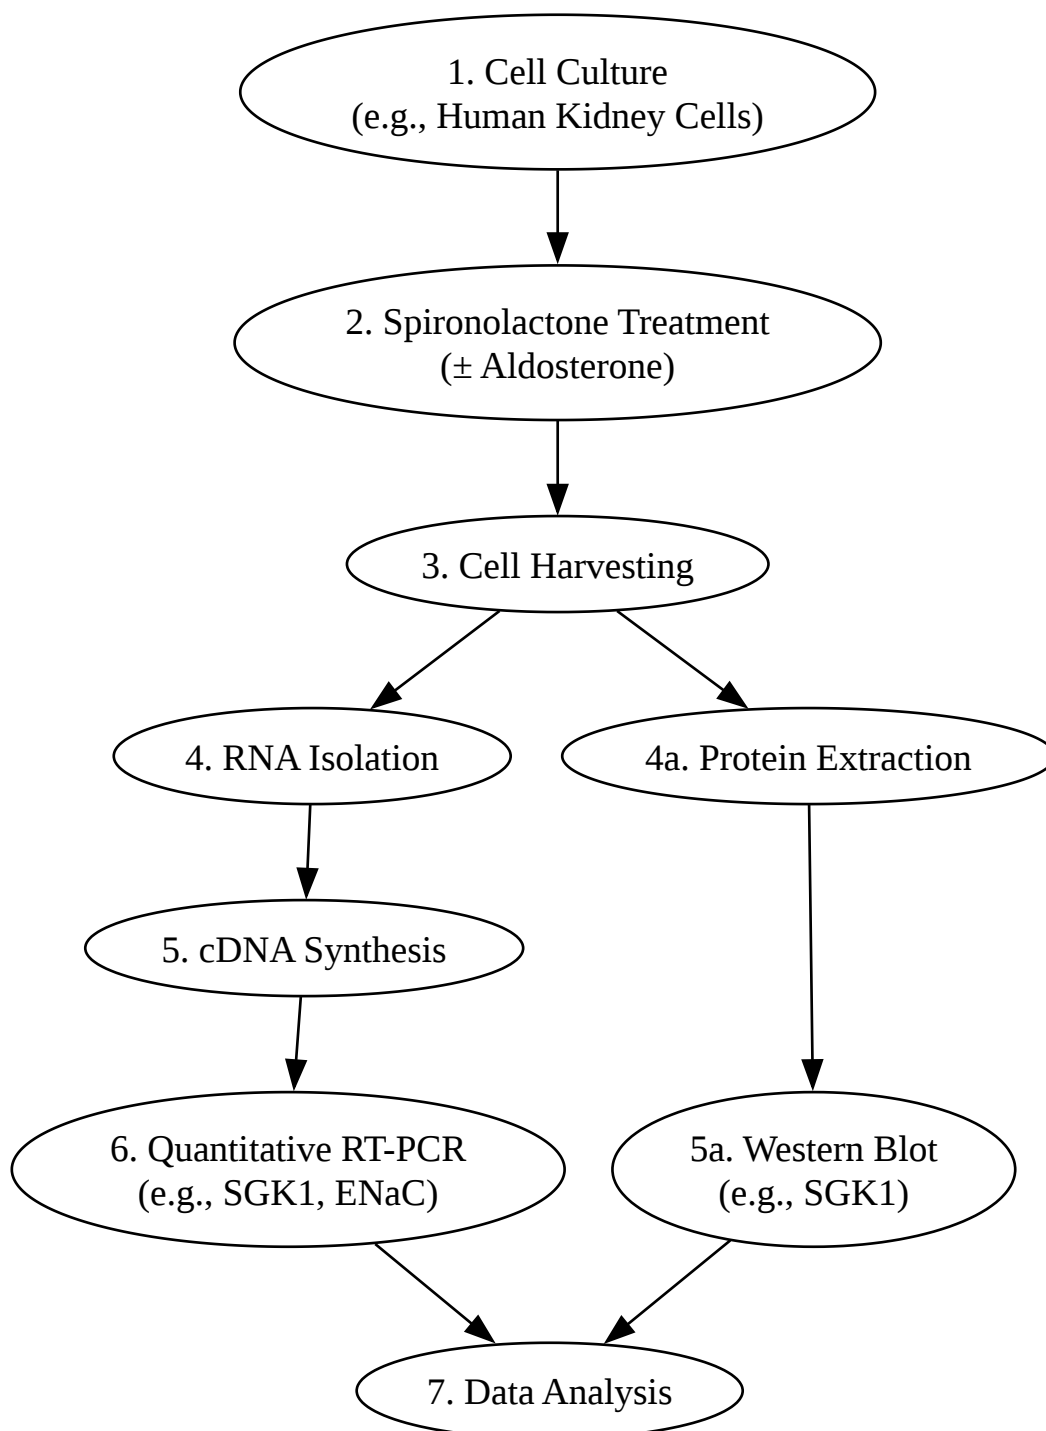 1. Cell Culture
(e.g., Human Kidney Cells)
2. Spironolactone Treatment
(± Aldosterone)
3. Cell Harvesting
4. RNA Isolation
4a. Protein Extraction
5. cDNA Synthesis
6. Quantitative RT-PCR
(e.g., SGK1, ENaC)
5a. Western Blot
(e.g., SGK1)
7. Data Analysis